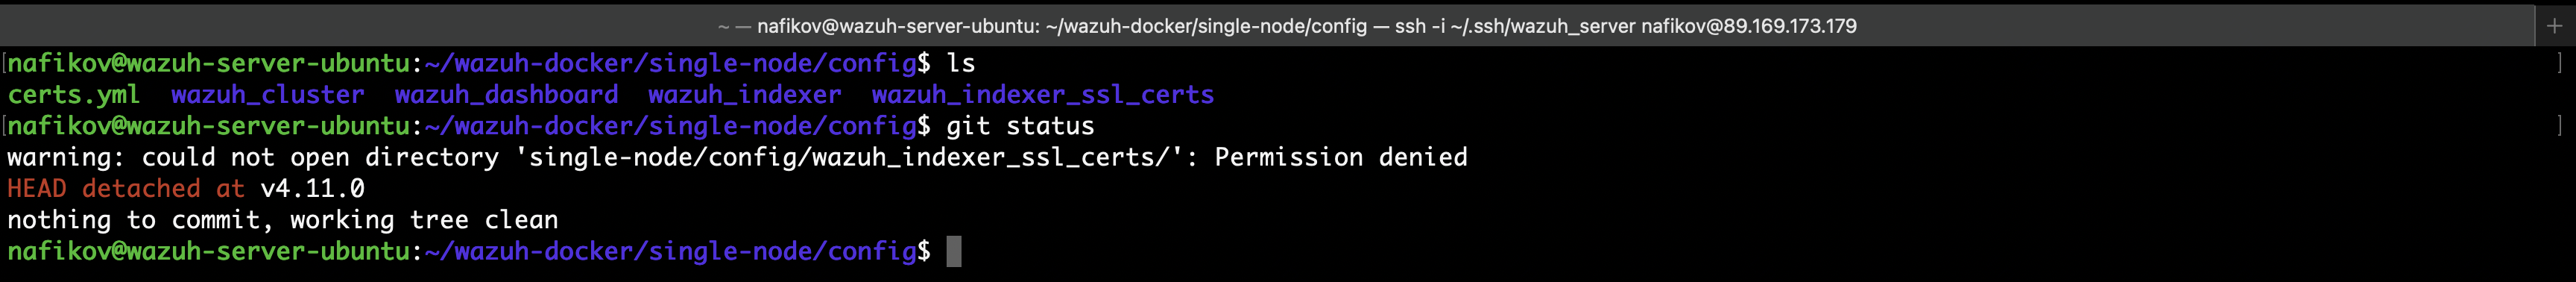 ~ — nafikov@wazuh-server-ubuntu: ~/wazuh-docker/single-node/config — ssh -i ~/.ssh/wazuh_server nafikov@89.169.173.179 +
[nafikov@wazuh-server-ubuntu:~/wazuh-docker/single-node/config$ ls ]
certs.yml wazuh_cluster wazuh_dashboard wazuh_indexer wazuh_indexer_ssl_certs
[nafikov@wazuh-server-ubuntu:~/wazuh-docker/single-node/config$ git status ]
warning: could not open directory 'single-node/config/wazuh_indexer_ssl_certs/': Permission denied
HEAD detached at v4.11.0
nothing to commit, working tree clean
nafikov@wazuh-server-ubuntu:~/wazuh-docker/single-node/config$